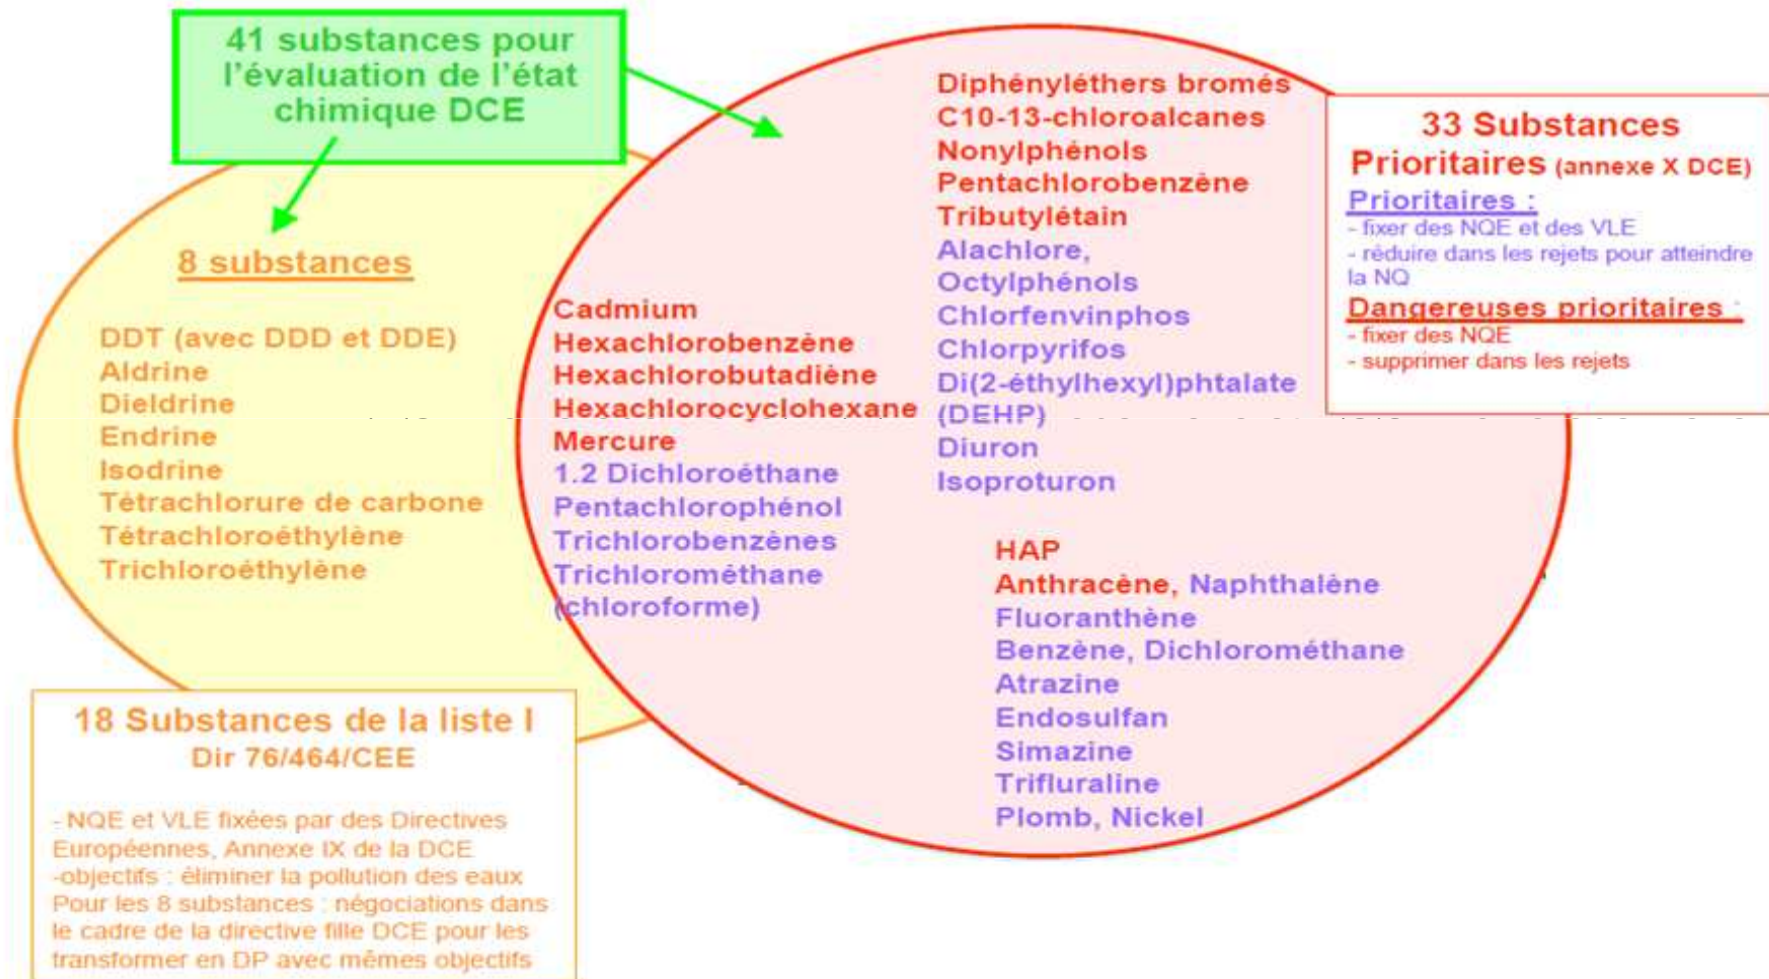 41 substances pour
l'évaluation de l'état
chimique DCE
8 substances
DDT (avec DDD et DDE)
Aldrine
Dieldrine
Endrine
Isodrine
Tétrachlorure de carbone
Tétrachloroéthylène
Trichloroéthylène
18 Substances de la liste I
Dir 76/464/CEE
- NQE et VLE fixées par des Directives
Européennes, Annexe IX de la DCE
-objectifs : éliminer la pollution des eaux
Pour les 8 substances : négociations dans
le cadre de la directive fille DCE pour les
transformer en DP avec mêmes objectifs
Cadmium
Hexachlorobenzène
Hexachlorobutadiène
Hexachlorocyclohexane
Mercure
1.2 Dichloroéthane
Pentachlorophénol
Trichlorobenzènes
Trichlorométhane
(chloroforme)
Diphényléthers bromés
C10-13-chloroalcanes
Nonylphénols
Pentachlorobenzène
Tributylétain
Alachlore,
Octylphénols
Chlorfenvinphos
Chlorpyrifos
Di(2-éthylhexyl)phtalate
(DEHP)
Diuron
Isoproturon
HAP
Anthracène, Naphthalène
Fluoranthène
Benzène, Dichlorométhane
Atrazine
Endosulfan
Simazine
Trifluraline
Plomb, Nickel
33 Substances
Prioritaires (annexe X DCE)
Prioritaires :
- fixer des NQE et des VLE
- réduire dans les rejets pour atteindre
la NQ
Dangereuses prioritaires :
- fixer des NQE
- supprimer dans les rejets